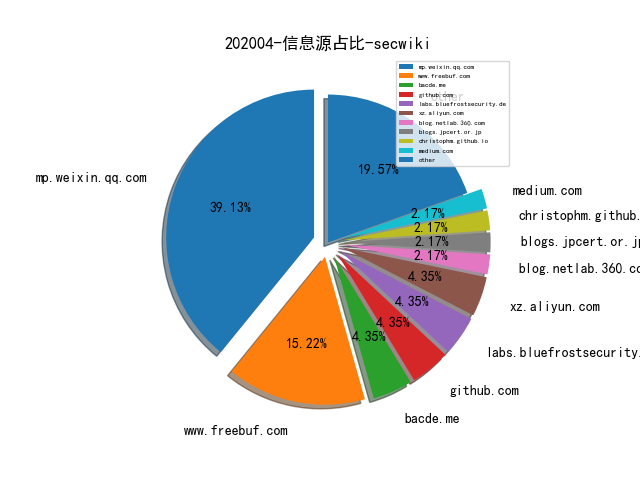 202004-信息源占比-secwiki
mp.weixin.qq.com
www.freebuf.com
bacde.me
github.com
labs.bluefrostsecurity.de
xz.aliyun.com
blog.netlab.360.com
blogs.jpcert.or.jp
christophm.github.io
medium.com
other
other
19.57%
mp.weixin.qq.com
39.13%
medium.com
2.17%
christophm.github.
2.17%
blogs.jpcert.or.jp
2.17%
blog.netlab.360.co
2.17%
xz.aliyun.com
4.35%
labs.bluefrostsecurity.
4.35%
github.com
4.35%
bacde.me
4.35%
www.freebuf.com
15.22%